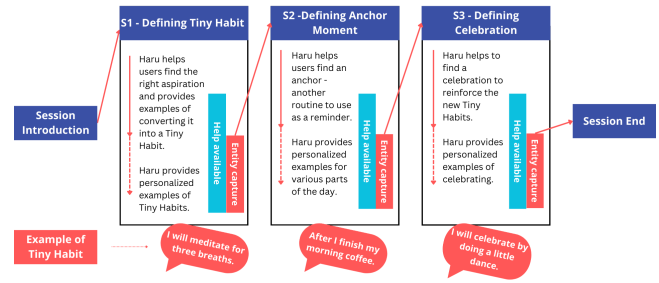 Session
Introduction
S1 - Defining Tiny Habit
Haru helps
users find the
right aspiration
and provides
examples of
converting it
into a Tiny
Habit.
Haru provides
personalized
examples of
Tiny Habits.
Help available
Entity capture
S2 -Defining Anchor
Moment
Haru helps
users find an
anchor -
another
routine to use
as a reminder.
Haru provides
personalized
examples for
various parts
of the day.
Help available
Entity capture
S3 - Defining
Celebration
Haru helps to
find a
celebration to
reinforce the
new Tiny
Habits.
Haru provides
personalized
examples of
celebrating.
Help available
Entity capture
Session End
Example of
Tiny Habit
I will meditate for
three breaths.
After I finish my
morning coffee.
I will celebrate by
doing a little
dance.